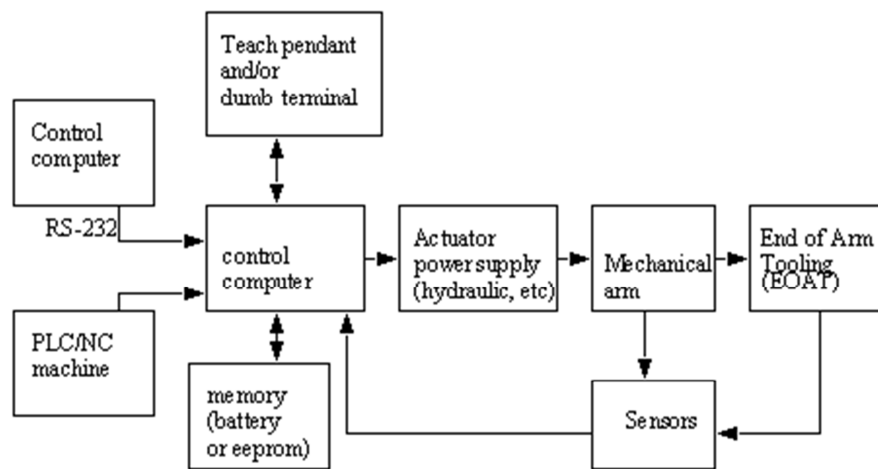 Teach pendant
and/or
dumb terminal
Control
computer
RS-232
control
computer
Actuator
power supply
(hydraulic, etc)
Mechanical
arm
End of Arm
Tooling
(EOAT)
PLC/NC
machine
memory
(battery
or eeprom)
Sensors